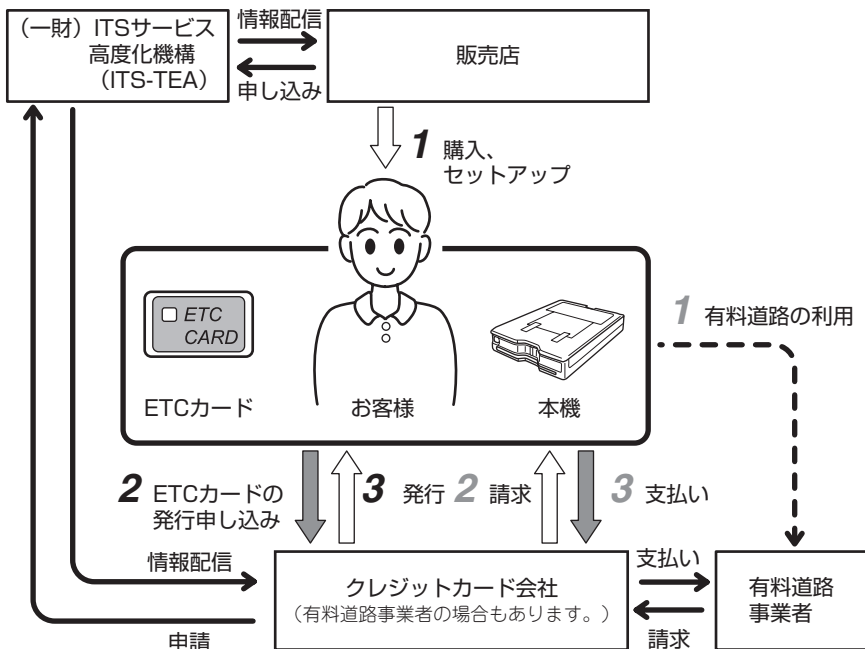 (一財) ITSサービス
高度化機構
(ITS-TEA)
情報配信
申し込み
販売店
1 購入、
セットアップ
ETC
CARD
ETCカード
お客様
本機
1 有料道路の利用
2 ETCカードの
発行申し込み
3 発行
2 請求
3 支払い
情報配信
申請
クレジットカード会社
(有料道路事業者の場合もあります。)
支払い
請求
有料道路
事業者